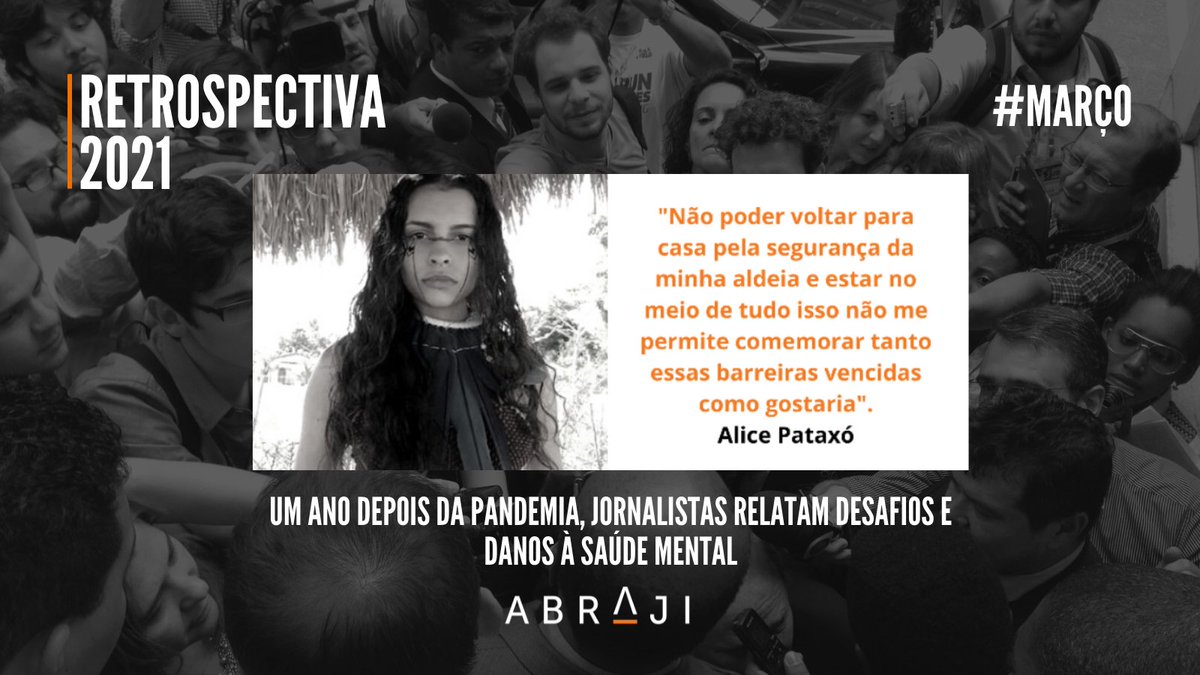 RETROSPECTIVA
2021
#MARÇO
"Não poder voltar para
casa pela segurança da
minha aldeia e estar no
meio de tudo isso não me
permite comemorar tanto
essas barreiras vencidas
como gostaria".
Alice Pataxó
UM ANO DEPOIS DA PANDEMIA, JORNALISTAS RELATAM DESAFIOS E
DANOS À SAÚDE MENTAL
ABRAJI